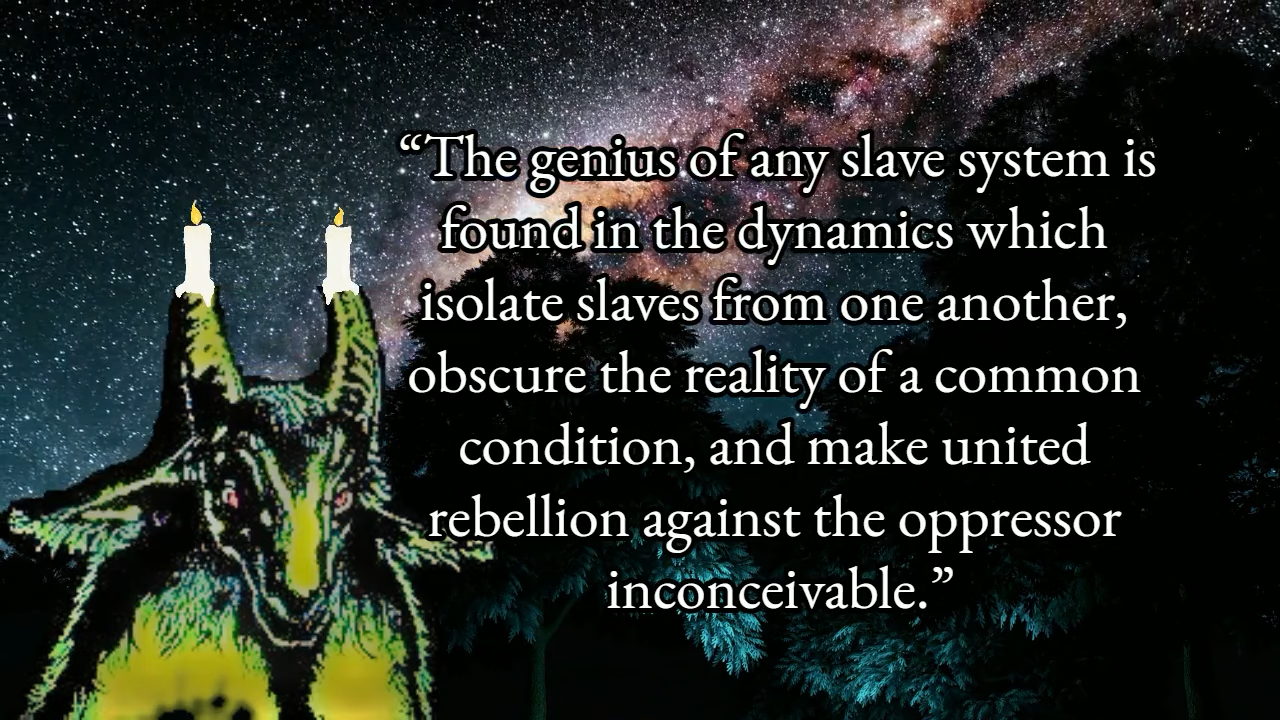 “The genius of any slave system is
found in the dynamics which
isolate slaves from one another,
obscure the reality of a common
condition, and make united
rebellion against the oppressor
inconceivable.”